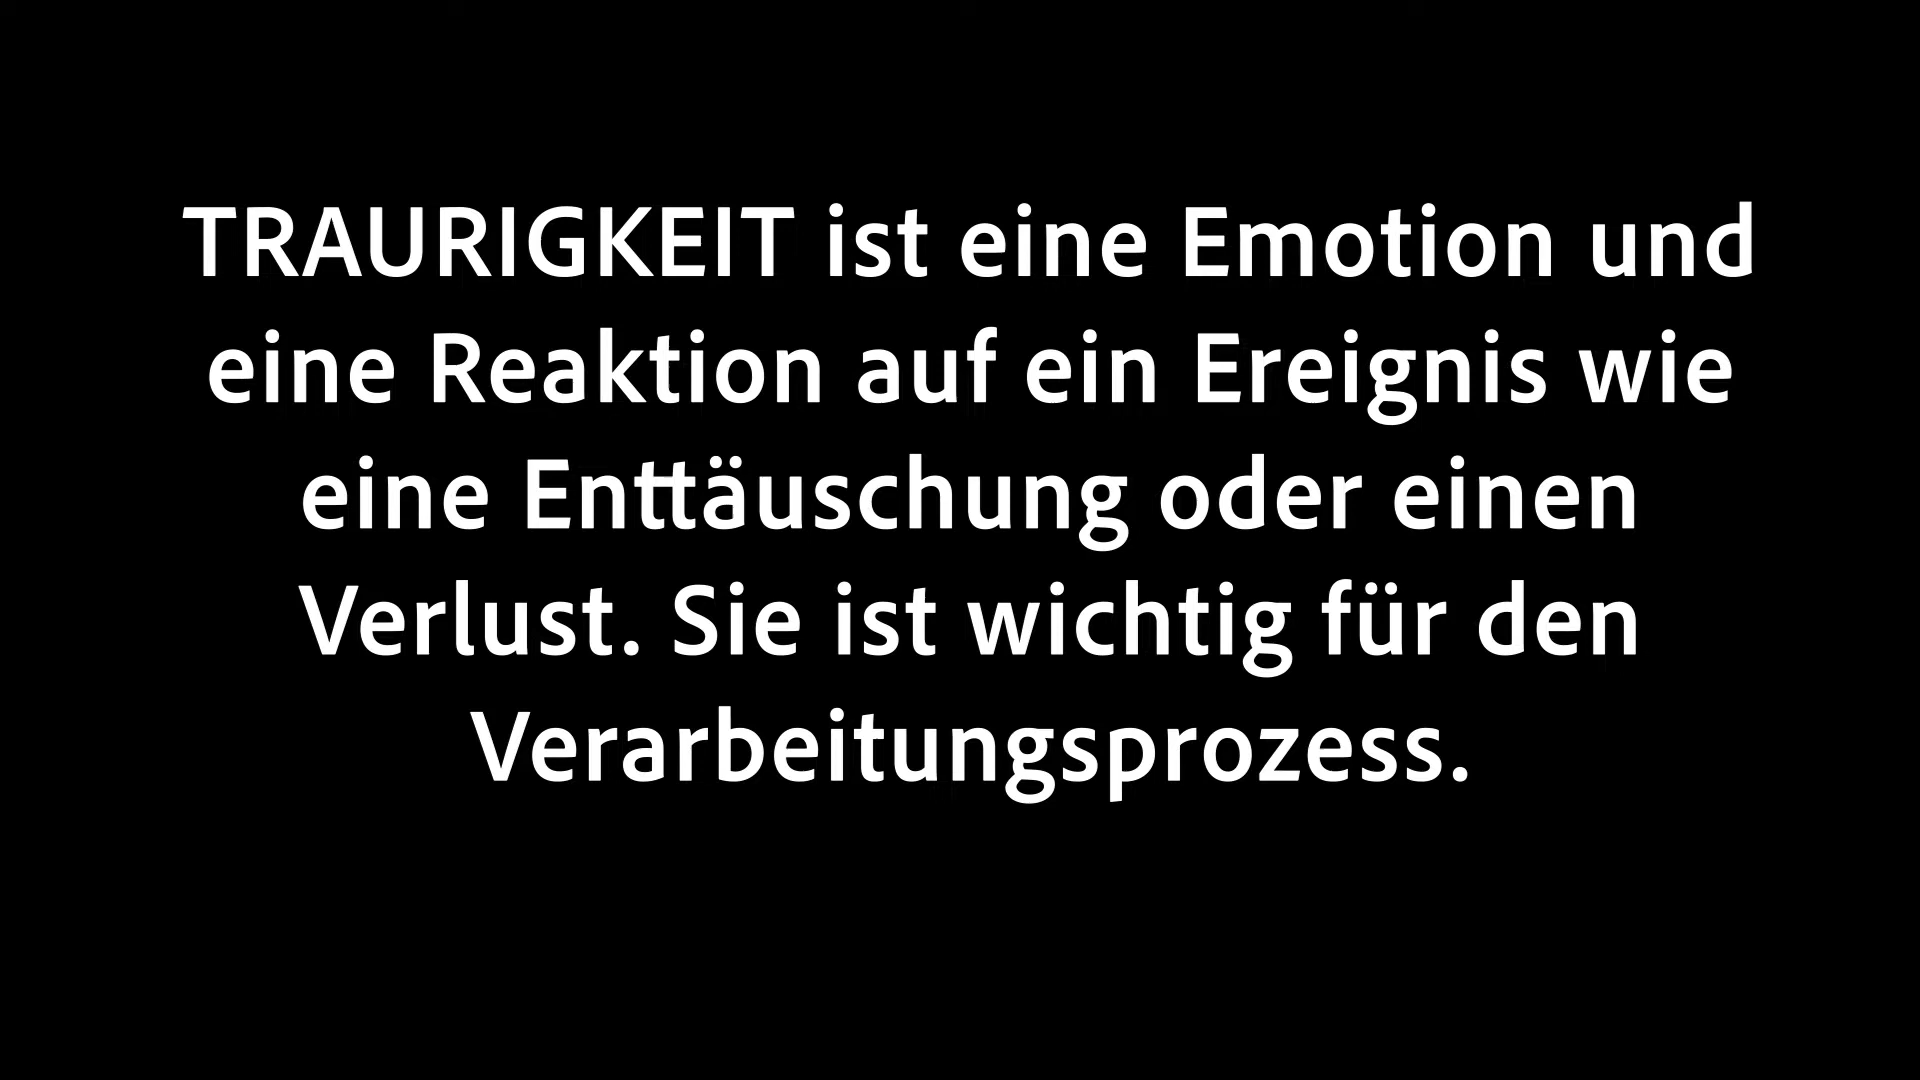 TRAURIGKEIT ist eine Emotion und
eine Reaktion auf ein Ereignis wie
eine Enttäuschung oder einen
Verlust. Sie ist wichtig für den
Verarbeitungsprozess.